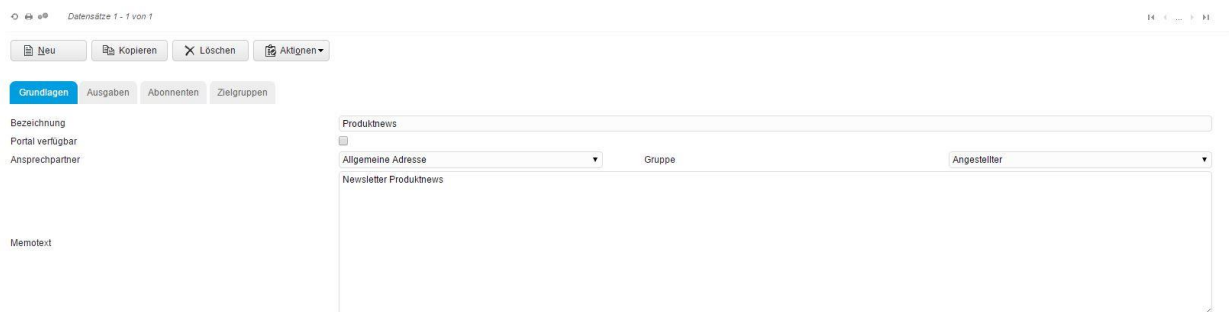 Datensätze 1 - 1 von 1 ...
Neu Kopieren Löschen Aktionen
Grundlagen Ausgaben Abonnenten Zielgruppen
Bezeichnung Produktnews
Portal verfügbar
Ansprechpartner Allgemeine Adresse Gruppe Angestellter
Newsletter Produktnews
Memotext